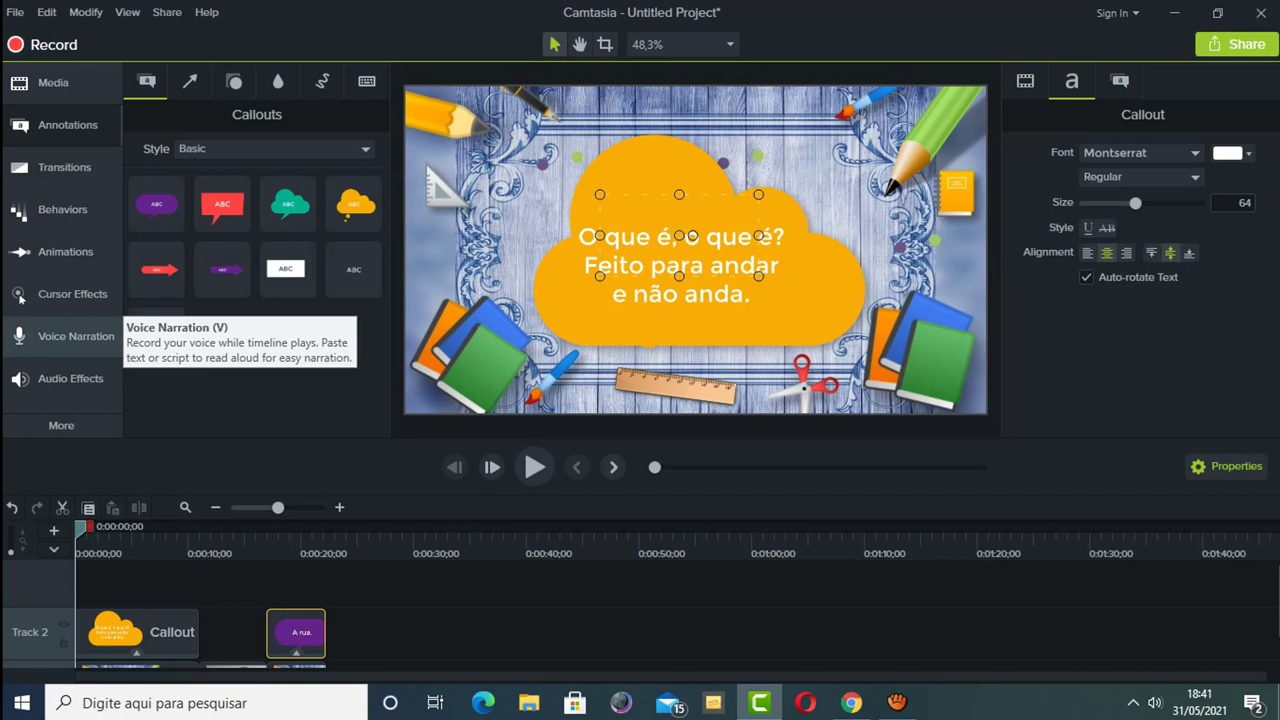 File Edit Modify View Share Help
Camtasia - Untitled Project*
Sign In
Record
48,3%
Share
Media
Annotations
Transitions
Behaviors
Animations
Cursor Effects
Voice Narration
Audio Effects
More
Callouts
Style Basic
ABC ABC ABC ABC
ABC ABC ABC ABC
Voice Narration (V)
Record your voice while timeline plays. Paste
text or script to read aloud for easy narration.
O que é, o que é?
Feito para andar
e não anda.
Callout
Font Montserrat
Regular
Size 64
Style U AB
Alignment
Auto-rotate Text
Properties
0:00:00;00
0:00:00;00 0:00:10;00 0:00:20;00 0:00:30;00 0:00:40;00 0:00:50;00 0:01:00;00 0:01:10;00 0:01:20;00 0:01:30;00 0:01:40;00
Track 2
Callout
A rua.
Digite aqui para pesquisar
15
18:41
31/05/2021
2